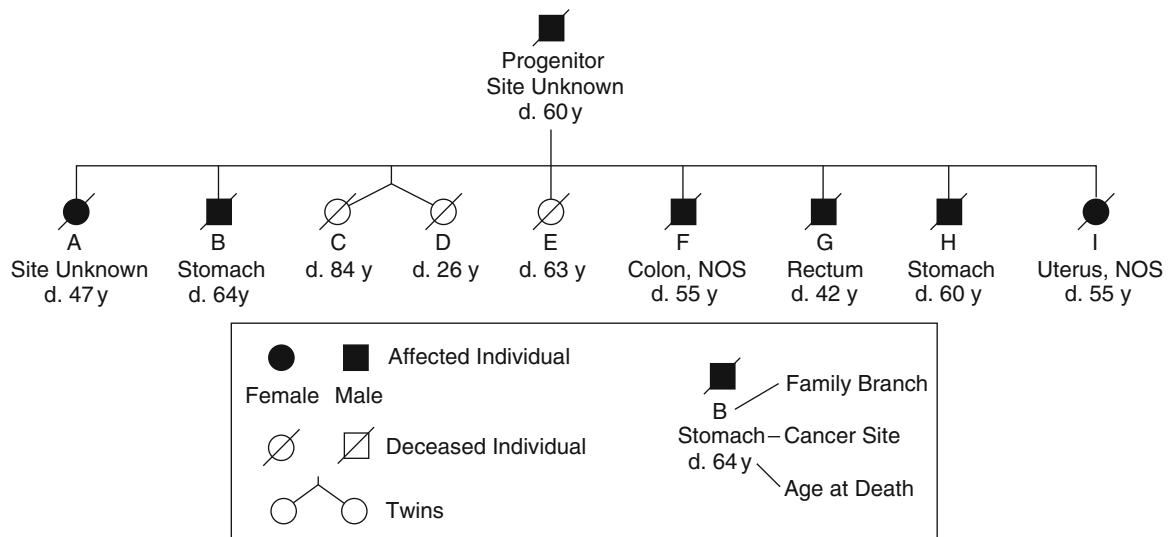 Progenitor
Site Unknown
d. 60 y
A
Site Unknown
d. 47 y
B
Stomach
d. 64y
C
d. 84 y
D
d. 26 y
E
d. 63 y
F
Colon, NOS
d. 55 y
G
Rectum
d. 42 y
H
Stomach
d. 60 y
I
Uterus, NOS
d. 55 y
Affected Individual
Female Male
Deceased Individual
Twins
B
Stomach
d. 64 y
Family Branch
Cancer Site
Age at Death